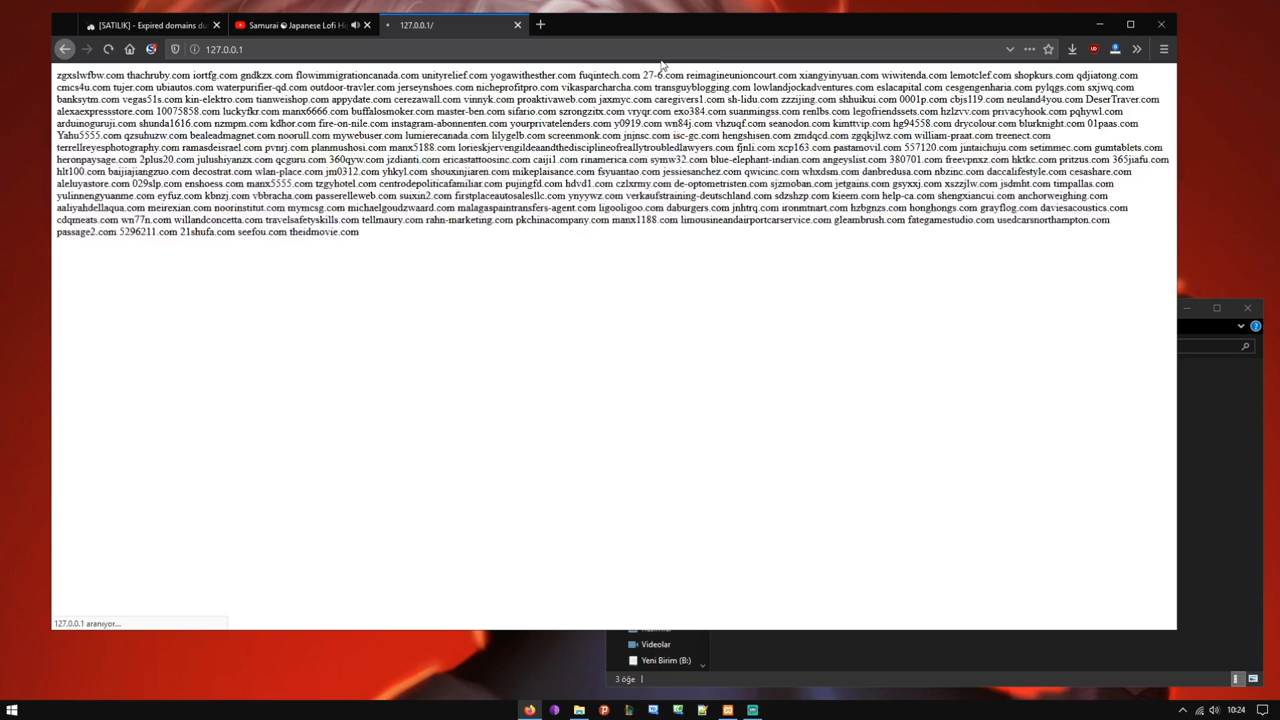 [SATILIK] - Expired domains du
Samurai ☯ Japanese Lofi Hi
127.0.0.1/
127.0.0.1
zgxslwfbw.com thachruby.com iortfg.com gndkzx.com flowimmigrationcanada.com unityrelief.com yogawithesther.com fuqintech.com 27-6.com reimagineunioncourt.com xiangyinyuan.com wiwitenda.com lemotclef.com shopkurs.com qdjiatong.com
cmcs4u.com tujer.com ubiautos.com waterpurifier-qd.com outdoor-travler.com jerseynshoes.com nicheprofitpro.com vikasparcharcha.com transguyblogging.com lowlandjockadventures.com eslacapital.com cesgengenharia.com pylqgs.com sxjwq.com
banksytm.com vegas51s.com kin-elektro.com tianweishop.com appydate.com cerezawall.com vinnyk.com proaktivaweb.com jaxmyc.com caregivers1.com sh-lidu.com zzzijing.com shhuikui.com 0001p.com cbjs119.com neuland4you.com DeserTraver.com
alexaexpressstore.com 10075858.com luckyfkr.com manx6666.com buffalosmoker.com master-ben.com sifario.com szrongzitx.com vryqr.com exo384.com suanmingss.com renlbs.com legofriendssets.com hzlzvv.com privacyhook.com pqhywl.com
arduinoguruji.com shunda1616.com nzmpm.com kdhor.com fire-on-nile.com instagram-abonnenten.com yourprivatelenders.com y0919.com wn84j.com vhzuqf.com seanodon.com kimttvip.com hg94558.com drycolour.com blurknight.com 01paas.com
Yahu5555.com qzsuhuzw.com bealeadmagnet.com noorull.com mywebuser.com lumierecanada.com lilygelb.com screenmonk.com jnjnsc.com isc-gc.com hengshisen.com zmdqcd.com zgqkjlwz.com william-praat.com treenect.com
terrellreyesphotography.com ramasdeisrael.com pvnrj.com planmushosi.com manx5188.com lorieskjervengildeaandthedisciplineofreallytroubledlawyers.com fjnli.com xcp163.com pastamovil.com 557120.com jintaichuju.com setimmec.com gumtablets.com
heronpaysage.com 2plus20.com julushiyanzx.com qcguru.com 360qyw.com jzdianti.com ericastattoosinc.com caiji1.com rinamerica.com symw32.com blue-elephant-indian.com angeyslist.com 380701.com freevpnxz.com hktkc.com pritzus.com 365jiafu.com
hlt100.com baijiajiangzuo.com decostrat.com wlan-place.com jm0312.com yhkyl.com shouxinjiaren.com mikeplaisance.com fsyuantao.com jessiesanchez.com qwicinc.com whxdsm.com danbredusa.com nbzinc.com daccalifestyle.com cesashare.com
aleluyastore.com 029slp.com enshoess.com manx5555.com tzgyhotel.com centrodepoliticafamiliar.com pujingfd.com hdvd1.com czlxrmy.com de-optometristen.com sjzmoban.com jetgains.com gsyxxj.com xszzjlw.com jsdmht.com timpallas.com
yulinnengyuanme.com eyfuz.com kbnzj.com vbbracha.com passerelleweb.com suixin2.com firstplaceautosalesllc.com ynyywz.com verkaufstraining-deutschland.com sdzshzp.com kieem.com help-ca.com shengxiancui.com anchorweighing.com
aaliyahdellaqua.com meirexian.com noorinstitut.com mymicsg.com michaelgoudzwaard.com malagaspaintransfers-agent.com ligooligoo.com daburgers.com jnhtrq.com ironmtnart.com hzbgnzs.com honghongs.com grayflog.com daviesacoustics.com
cdqmeats.com wn77n.com willandconcetta.com travelsafetyskills.com tellmaury.com rahn-marketing.com pkchinacompany.com manx1188.com limousineandairportcarservice.com gleambrush.com fategamestudio.com usedcarsnorthampton.com
passage2.com 5296211.com 21shufa.com seefou.com theidmovie.com
127.0.0.1 aranıyor...
Videolar
Yeni Birim (B:)
3 öğe
10:24